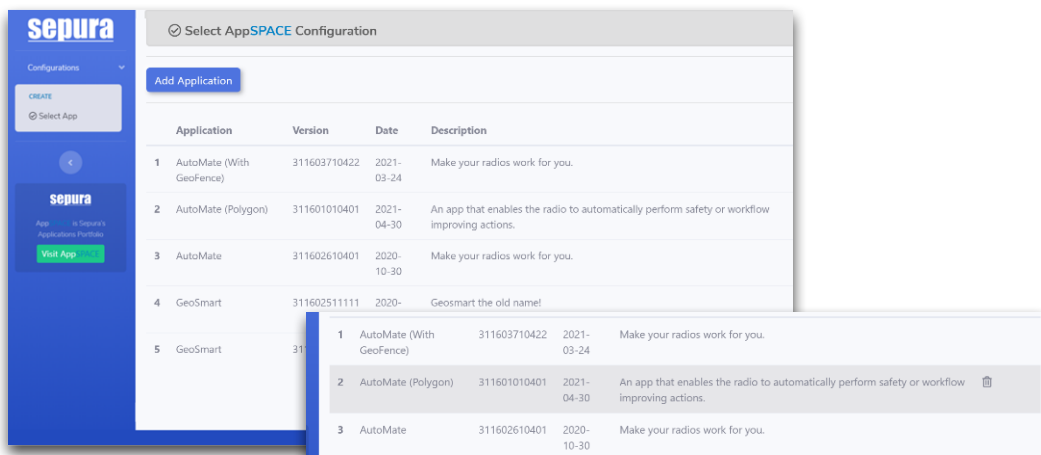 sepura
Select AppSPACE Configuration
Configurations
Add Application
CREATE
Select App
Application Version Date Description
1 AutoMate (With 311603710422 2021- Make your radios work for you.
GeoFence) 03-24
sepura
2 AutoMate (Polygon) 311601010401 2021- An app that enables the radio to automatically perform safety or workflow
App SPACE is Sepura's 04-30 improving actions.
Applications Portfolio
Visit AppSPACE
3 AutoMate 311602610401 2020- Make your radios work for you.
10-30
4 GeoSmart 311602511111 2020- Geosmart the old name!
5 GeoSmart
1 AutoMate (With 311603710422 2021- Make your radios work for you.
GeoFence) 03-24
2 AutoMate (Polygon) 311601010401 2021- An app that enables the radio to automatically perform safety or workflow
04-30 improving actions.
3 AutoMate 311602610401 2020- Make your radios work for you.
10-30